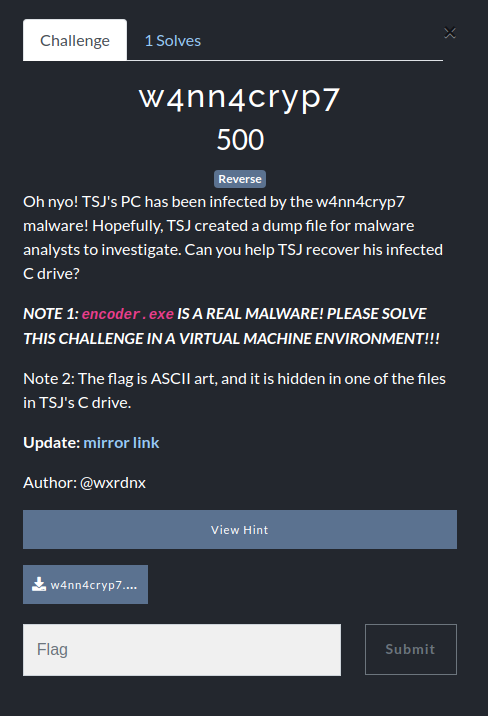 Challenge
1 Solves
×
w4nn4cryp7
500
Reverse
Oh nyo! TSJ's PC has been infected by the w4nn4cryp7
malware! Hopefully, TSJ created a dump file for malware
analysts to investigate. Can you help TSJ recover his infected
C drive?
NOTE 1: encoder.exe IS A REAL MALWARE! PLEASE SOLVE
THIS CHALLENGE IN A VIRTUAL MACHINE ENVIRONMENT!!!
Note 2: The flag is ASCII art, and it is hidden in one of the files
in TSJ's C drive.
Update: mirror link
Author: @wxrdnx
View Hint
w4nn4cryp7....
Flag
Submit